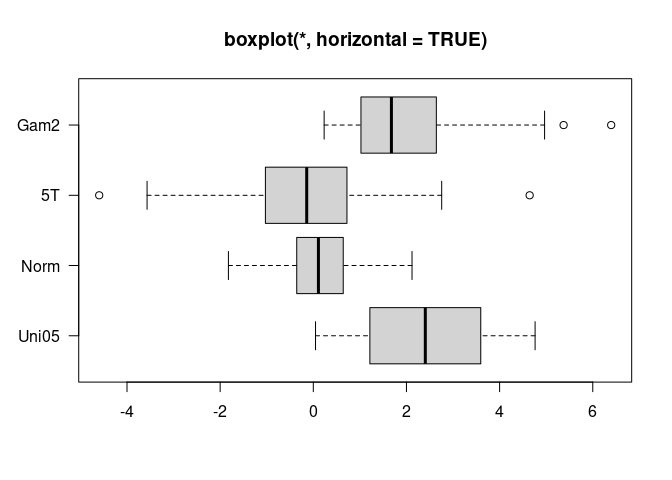 boxplot(*, horizontal = TRUE)
Gam2
5T
Norm
Uni05
-4 -2 0 2 4 6